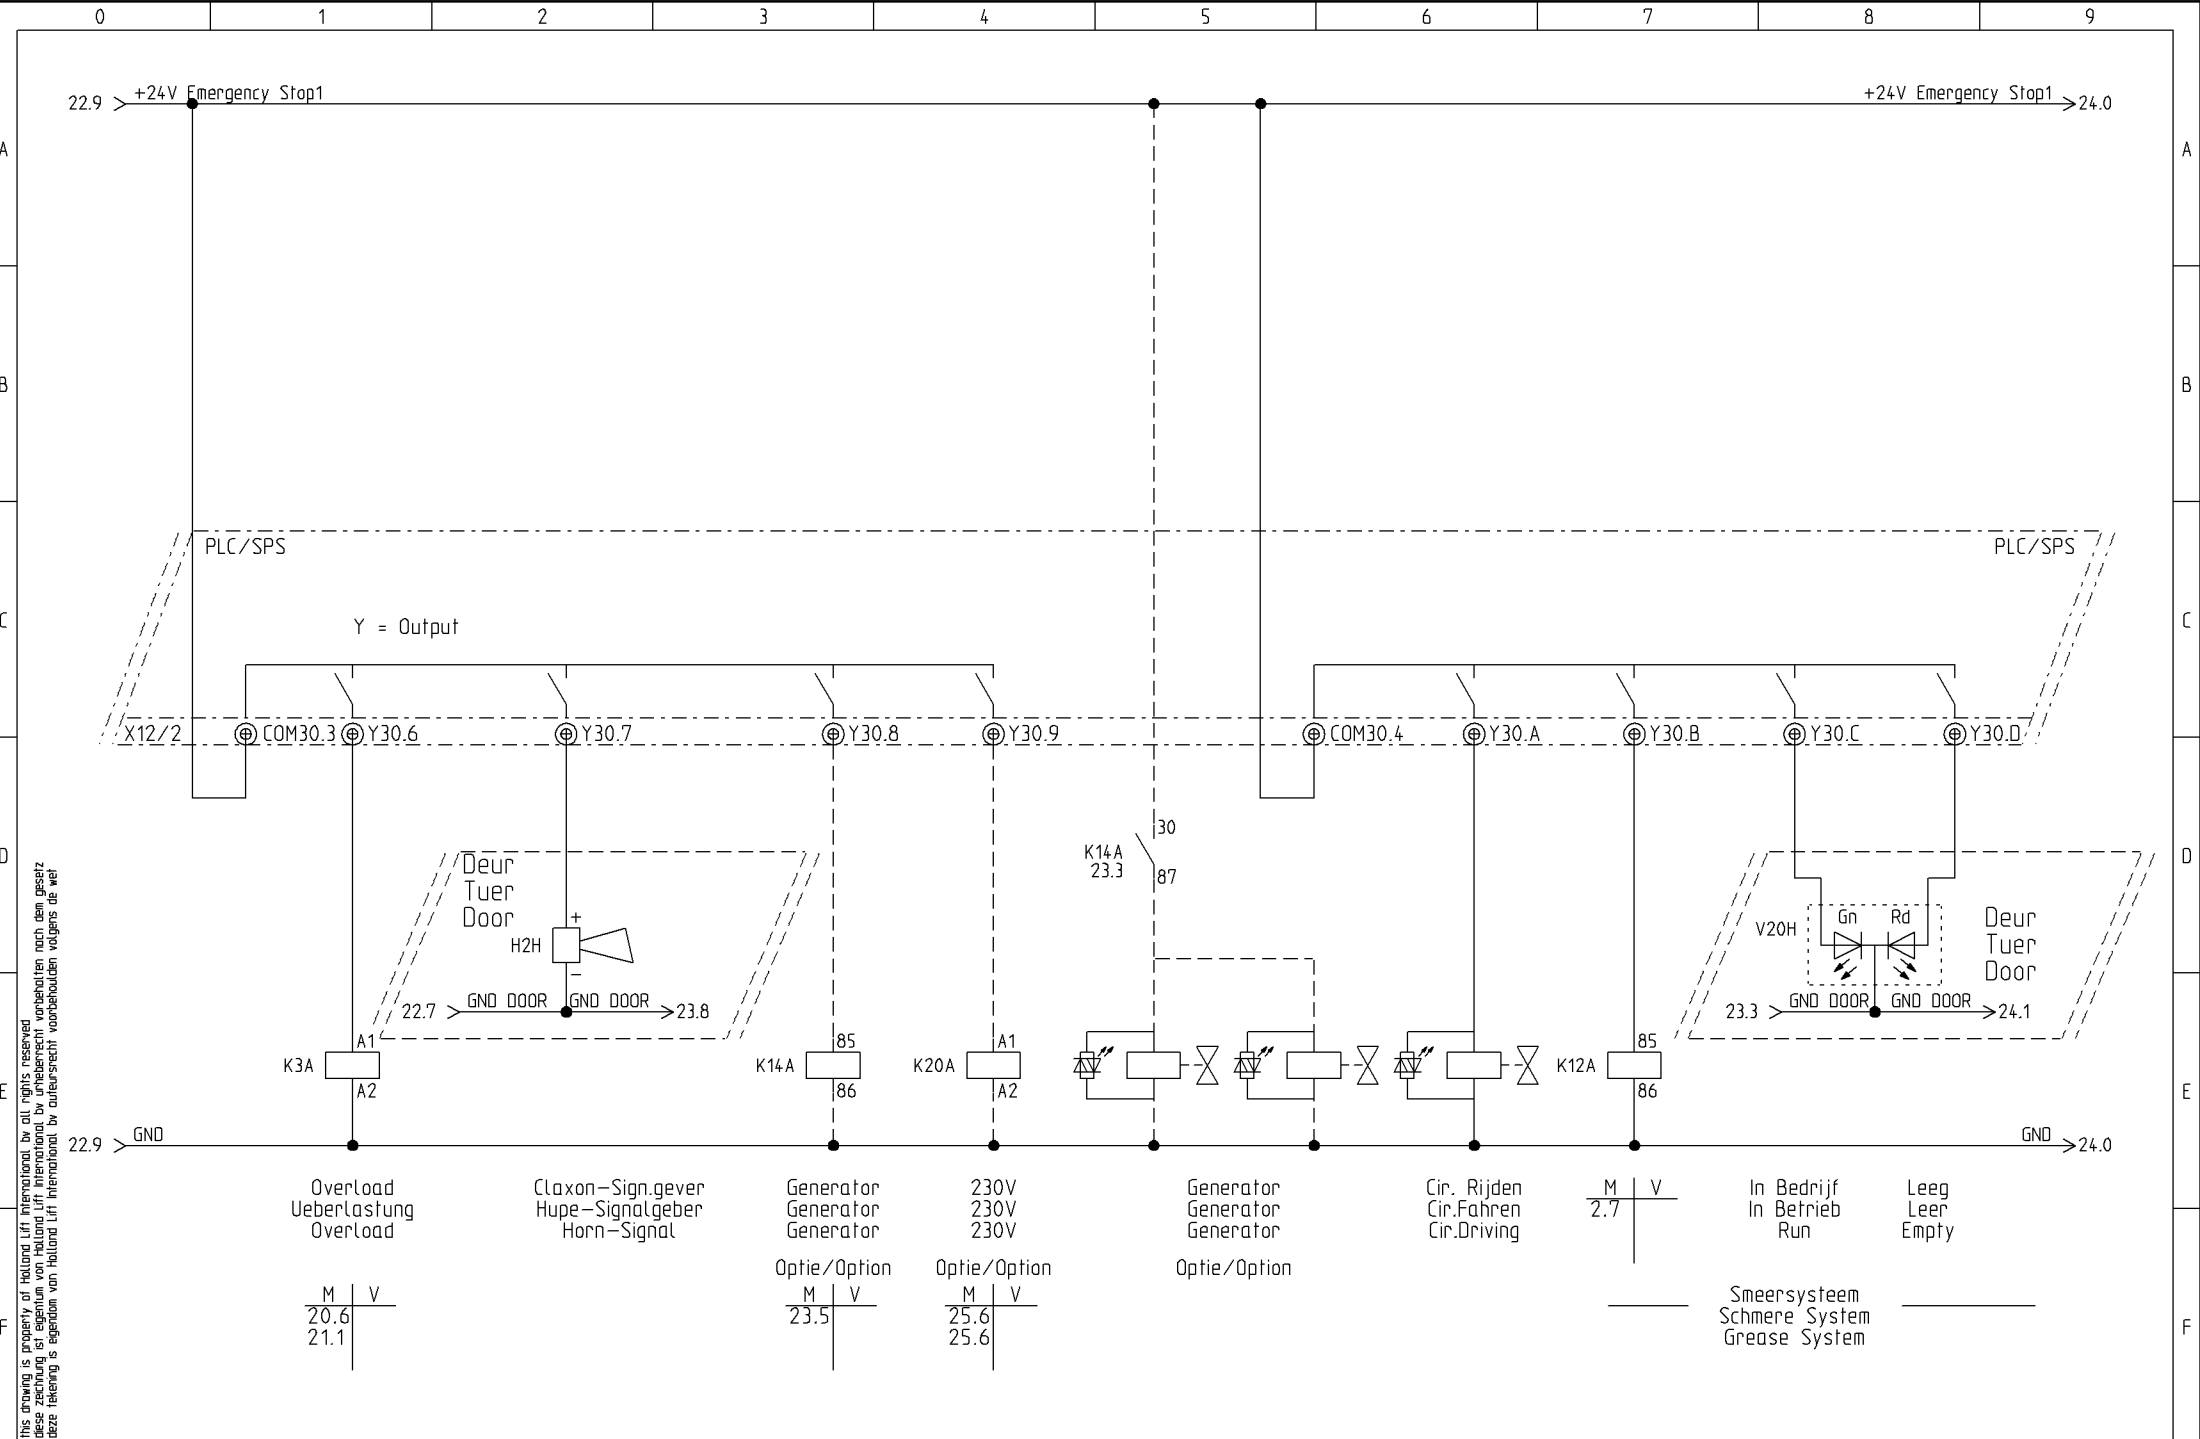 0 1 2 3 4 5 6 7 8 9
22.9 +24V Emergency Stop1 +24V Emergency Stop1 24.0
A A
B B
PLC/SPS PLC/SPS
C C
Y = Output
X12/2 COM30.3 Y30.6 Y30.7 Y30.8 Y30.9 COM30.4 Y30.A Y30.B Y30.C Y30.D
30
K14A
23.3
87
D D
Deur
Tuer
Door
+
H2H
−
22.7 GND DOOR GND DOOR 23.8
Gn Rd
V20H
Deur
Tuer
Door
23.3 GND DOOR GND DOOR 24.1
A1 85 A1 85
K3A K14A K20A K12A
A2 86 A2 86
E E
22.9 GND GND 24.0
Overload
Ueberlastung
Overload
M V
20.6
21.1
Claxon-Sign.gever
Hupe-Signalgeber
Horn-Signal
Generator
Generator
Generator
Optie/Option
M V
23.5
230V
230V
230V
Optie/Option
M V
25.6
25.6
Generator
Generator
Generator
Optie/Option
Cir. Rijden
Cir.Fahren
Cir.Driving
M V
2.7
In Bedrijf
In Betrieb
Run
Leeg
Leer
Empty
Smeersysteem
Schmere System
Grease System
F F
this drawing is property of Holland Lift International bv all rights reserved
diese zeichnung ist eigentum von Holland Lift International bv urheberrecht vorbehalten nach dem gesetz
deze tekening is eigendom van Holland Lift International bv auteursrecht voorbehouden volgens de wet